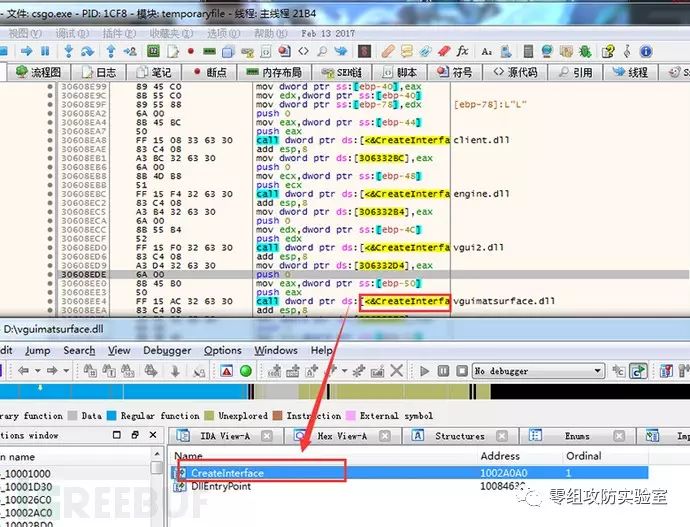 - 文件: csgo.exe - PID: 1CF8 - 模块: temporaryfile - 线程: 主线程 21B4
视图(V) 调试(D) 插件(P) 收藏夹(I) 选项(O) 帮助(H) Feb 13 2017
流程图 日志 笔记 断点 内存布局 SEH链 脚本 符号 源代码 引用 线程
30608E99 89 45 C0 mov dword ptr ss:[ebp-40],eax
30608E9C 8B 55 C0 mov edx,dword ptr ss:[ebp-40]
30608E9F 89 55 88 mov dword ptr ss:[ebp-78],edx [ebp-78]:L"L"
30608EA2 6A 00 push 0
30608EA4 8B 45 BC mov eax,dword ptr ss:[ebp-44]
30608EA7 50 push eax
30608EA8 FF 15 08 33 63 30 call dword ptr ds:[<&CreateInterfa client.dll
30608EAE 83 C4 08 add esp,8
30608EB1 A3 BC 32 63 30 mov dword ptr ds:[306332BC],eax
30608EB6 6A 00 push 0
30608EB8 8B 4D B8 mov ecx,dword ptr ss:[ebp-48]
30608EBB 51 push ecx
30608EBC FF 15 F4 32 63 30 call dword ptr ds:[<&CreateInterfa engine.dll
30608EC2 83 C4 08 add esp,8
30608EC5 A3 B4 32 63 30 mov dword ptr ds:[306332B4],eax
30608ECA 6A 00 push 0
30608ECC 8B 55 B4 mov edx,dword ptr ss:[ebp-4C]
30608ECF 52 push edx
30608ED0 FF 15 F0 32 63 30 call dword ptr ds:[<&CreateInterfa vgui2.dll
30608ED6 83 C4 08 add esp,8
30608ED9 A3 D4 32 63 30 mov dword ptr ds:[306332D4],eax
30608EDE 6A 00 push 0
30608EE0 8B 45 B0 mov eax,dword ptr ss:[ebp-50]
30608EE3 50 push eax
30608EE4 FF 15 AC 32 63 30 call dword ptr ds:[<&CreateInterfa vguimatsurface.dll
83 C4 08 add esp,8
- D:\vguimatsurface.dll
dit Jump Search View Debugger Options Windows Help
No debugger
rary function Data Regular function Unexplored Instruction External symbol
tions window IDA View-A Hex View-A Structures Enums Imp
Name Address Ordinal
_10001000 CreateInterface 1002A0A0 1
_10001D30 DllEntryPoint
_100026C0
_10002AC0
_10002BD0
REEBUF
零组攻防实验室